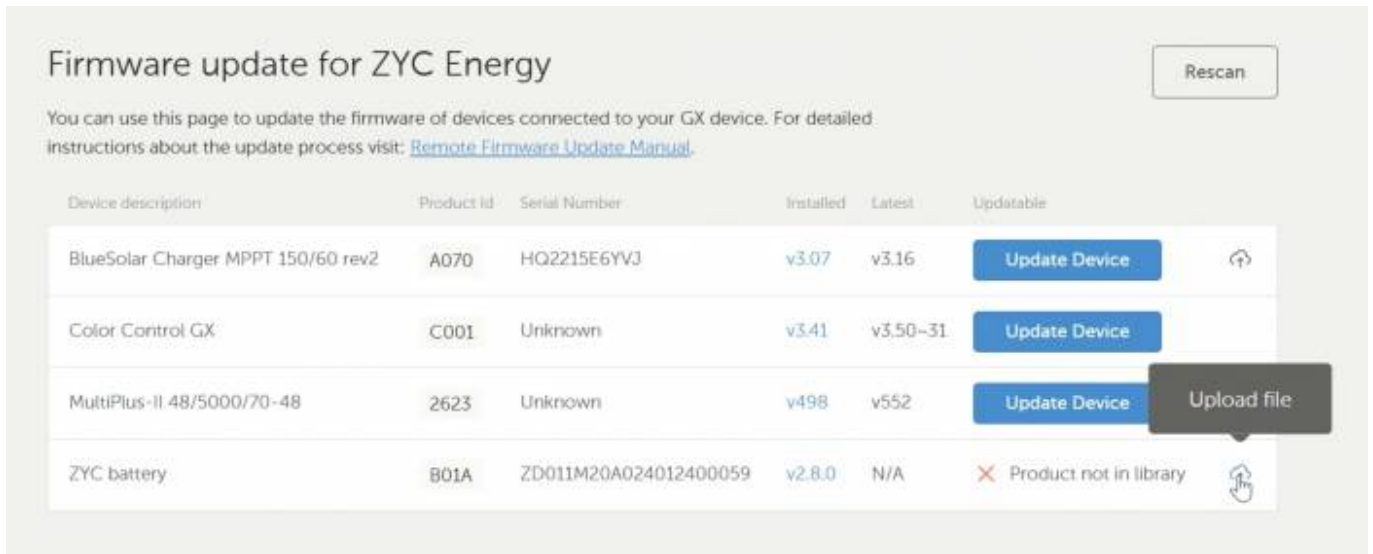 Firmware update for ZYC Energy
Rescan
You can use this page to update the firmware of devices connected to your GX device. For detailed
instructions about the update process visit: Remote Firmware Update Manual.
Device description Product Id Serial Number Installed Latest Updatable
BlueSolar Charger MPPT 150/60 rev2 A070 HQ2215E6YVJ v3.07 v3.16 Update Device
Color Control GX C001 Unknown v3.41 v3.50~31 Update Device
MultiPlus-II 48/5000/70-48 2623 Unknown v498 v552 Update Device
Upload file
ZYC battery B01A ZD011M20A024012400059 v2.8.0 N/A Product not in library